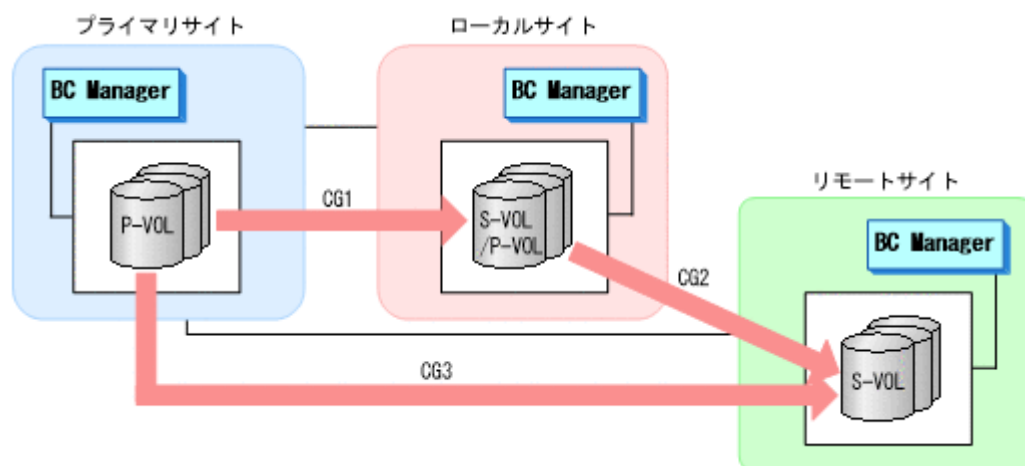 プライマリサイト
ローカルサイト
BC Manager
BC Manager
リモートサイト
P-VOL
CG1
S-VOL
/P-VOL
BC Manager
CG2
CG3
S-VOL